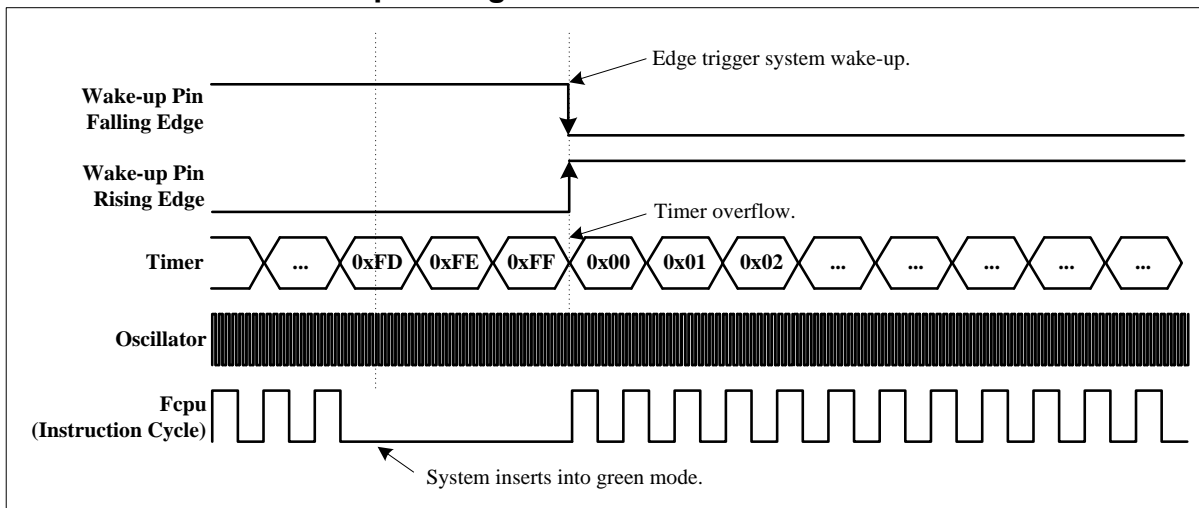 Edge trigger system wake-up.
Wake-up Pin
Falling Edge
Wake-up Pin
Rising Edge
Timer overflow.
Timer
... 0xFD 0xFE 0xFF 0x00 0x01 0x02 ... ... ... ... ...
Oscillator
Fcpu
(Instruction Cycle)
System inserts into green mode.